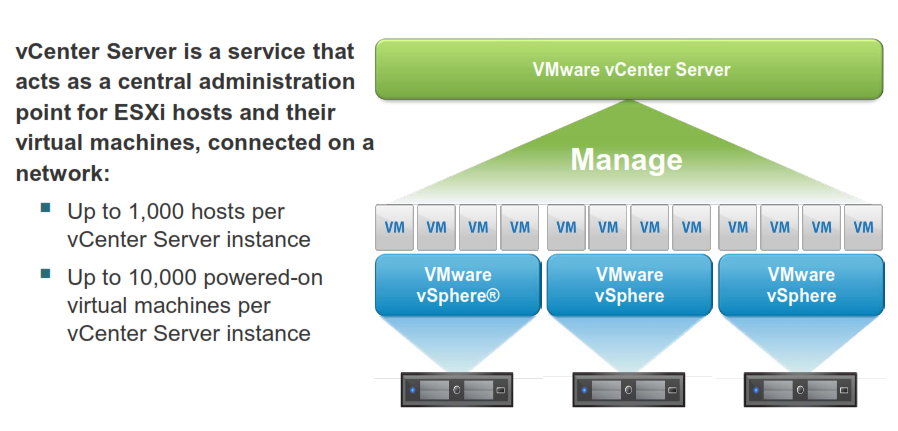 vCenter Server is a service that
acts as a central administration
point for ESXi hosts and their
virtual machines, connected on a
network:
Up to 1,000 hosts per
vCenter Server instance
Up to 10,000 powered-on
virtual machines per
vCenter Server instance
VMware vCenter Server
Manage
VM VM VM VM VM VM VM VM VM VM VM VM
VMware
vSphere®
VMware
vSphere
VMware
vSphere